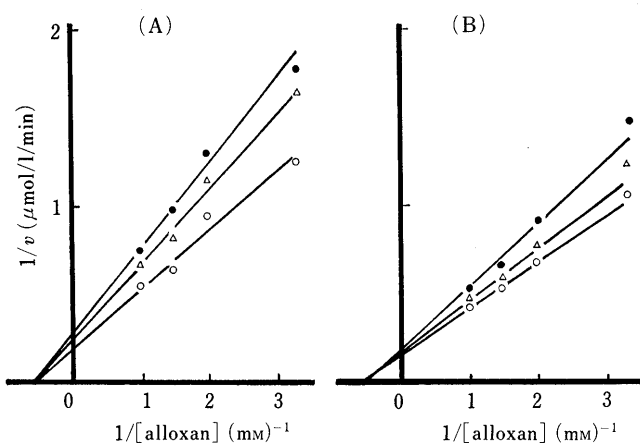 (A)
(B)
2
1
1/v (μmol/l/min)
0
1
2
3
0
1
2
3
1/[alloxan] (mM)⁻¹
1/[alloxan] (mM)⁻¹